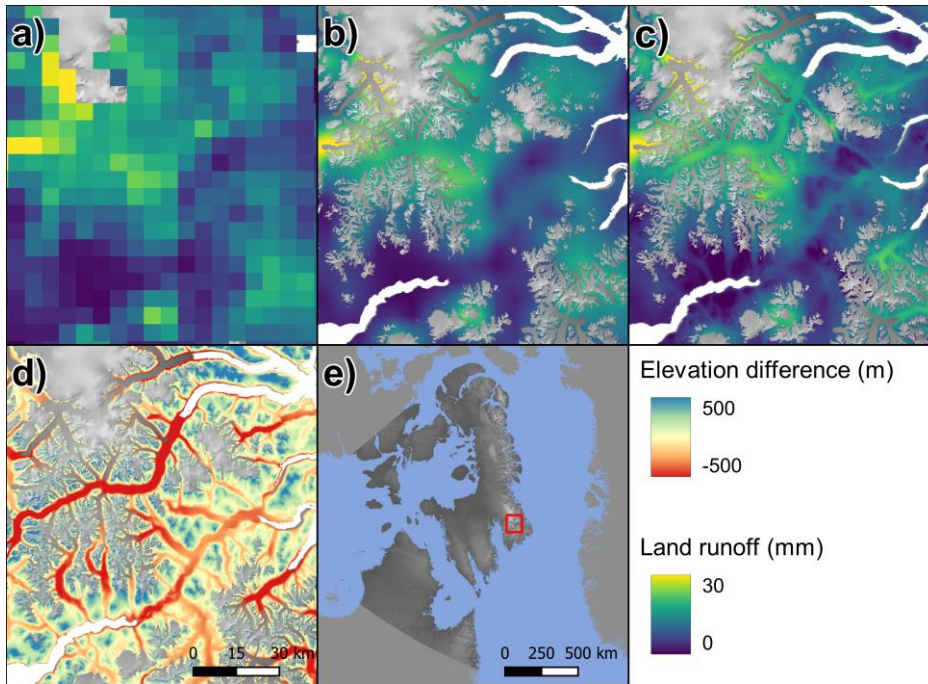 a)
b)
c)
d)
e)
Elevation difference (m)
500
-500
Land runoff (mm)
30
0
0 15 30 km
0 250 500 km